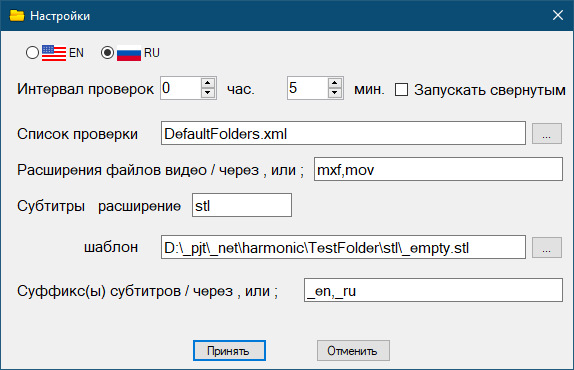 Настройки
EN RU
Интервал проверок 0 час. 5 мин. Запускать свернутым
Список проверки DefaultFolders.xml ...
Расширения файлов видео / через , или ; mxf,mov
Субтитры расширение stl
шаблон D:\_pjt\_net\harmonic\TestFolder\stl\_empty.stl ...
Суффикс(ы) субтитров / через , или ; _en,_ru
Принять Отменить